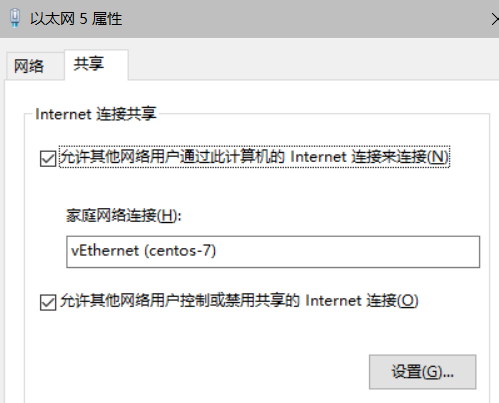 以太网 5 属性
网络 共享
Internet 连接共享
允许其他网络用户通过此计算机的 Internet 连接来连接(N)
家庭网络连接(H):
vEthernet (centos-7)
允许其他网络用户控制或禁用共享的 Internet 连接(O)
设置(G)...